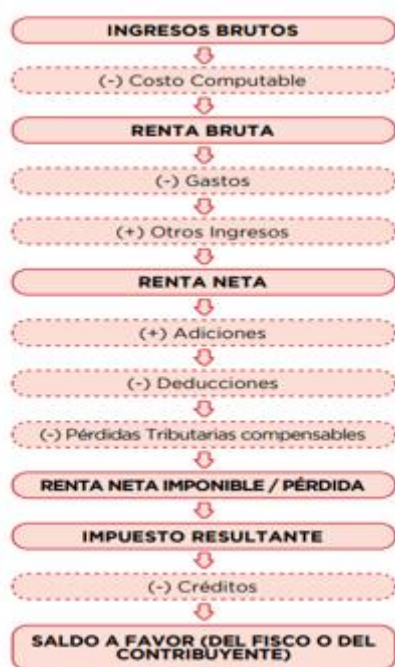 INGRESOS BRUTOS
(-) Costo Computable
RENTA BRUTA
(-) Gastos
(+) Otros Ingresos
RENTA NETA
(+) Adiciones
(-) Deducciones
(-) Pérdidas Tributarias compensables
RENTA NETA IMPONIBLE / PÉRDIDA
IMPUESTO RESULTANTE
(-) Créditos
SALDO A FAVOR (DEL FISCO O DEL
CONTRIBUYENTE)